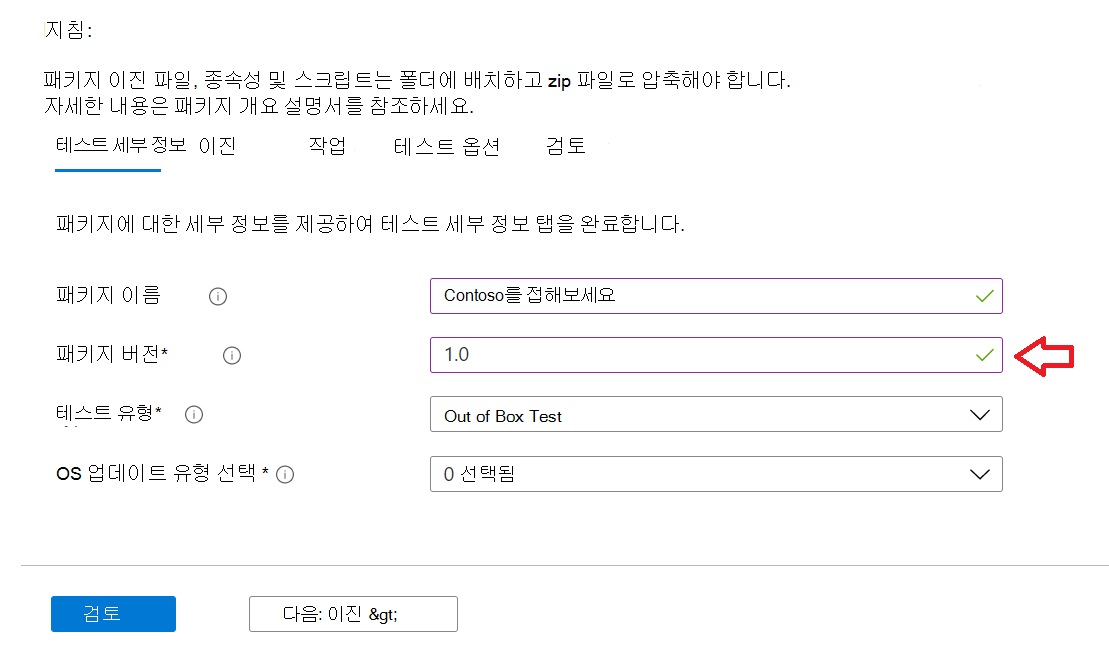 지침:
패키지 이진 파일, 종속성 및 스크립트는 폴더에 배치하고 zip 파일로 압축해야 합니다.
자세한 내용은 패키지 개요 설명서를 참조하세요.
테스트 세부 정보 이진 작업 테스트 옵션 검토
패키지에 대한 세부 정보를 제공하여 테스트 세부 정보 탭을 완료합니다.
패키지 이름 Contoso를 접해보세요
패키지 버전* 1.0
테스트 유형* Out of Box Test
OS 업데이트 유형 선택 * 0 선택됨
검토 다음: 이진 &gt;